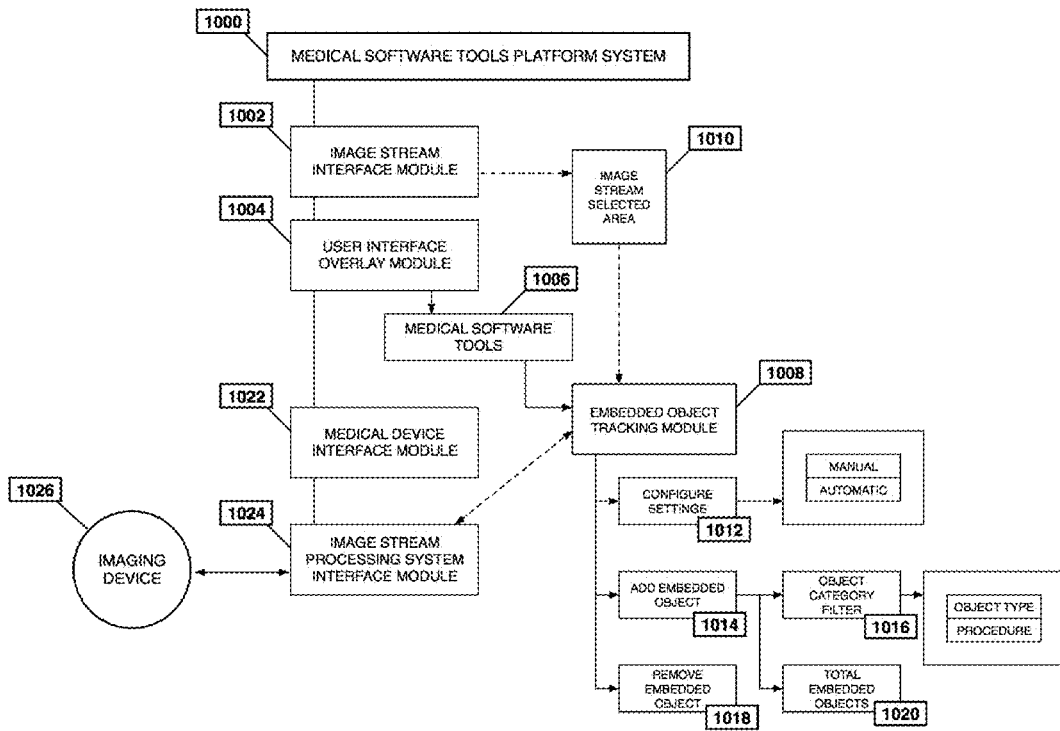 1000
MEDICAL SOFTWARE TOOLS PLATFORM SYSTEM
1002
IMAGE STREAM
INTERFACE MODULE
1010
IMAGE
STREAM
SELECTED
AREA
1004
USER INTERFACE
OVERLAY MODULE
1006
MEDICAL SOFTWARE
TOOLS
1008
EMBEDDED OBJECT
TRACKING MODULE
1022
MEDICAL DEVICE
INTERFACE MODULE
MANUAL
AUTOMATIC
CONFIGURE
SETTINGS
1012
1026
IMAGING
DEVICE
1024
IMAGE STREAM
PROCESSING SYSTEM
INTERFACE MODULE
ADD EMBEDDED
OBJECT
1014
OBJECT
CATEGORY
FILTER
1016
OBJECT TYPE
PROCEDURE
REMOVE
EMBEDDED
OBJECT
1018
TOTAL
EMBEDDED
OBJECTS
1020